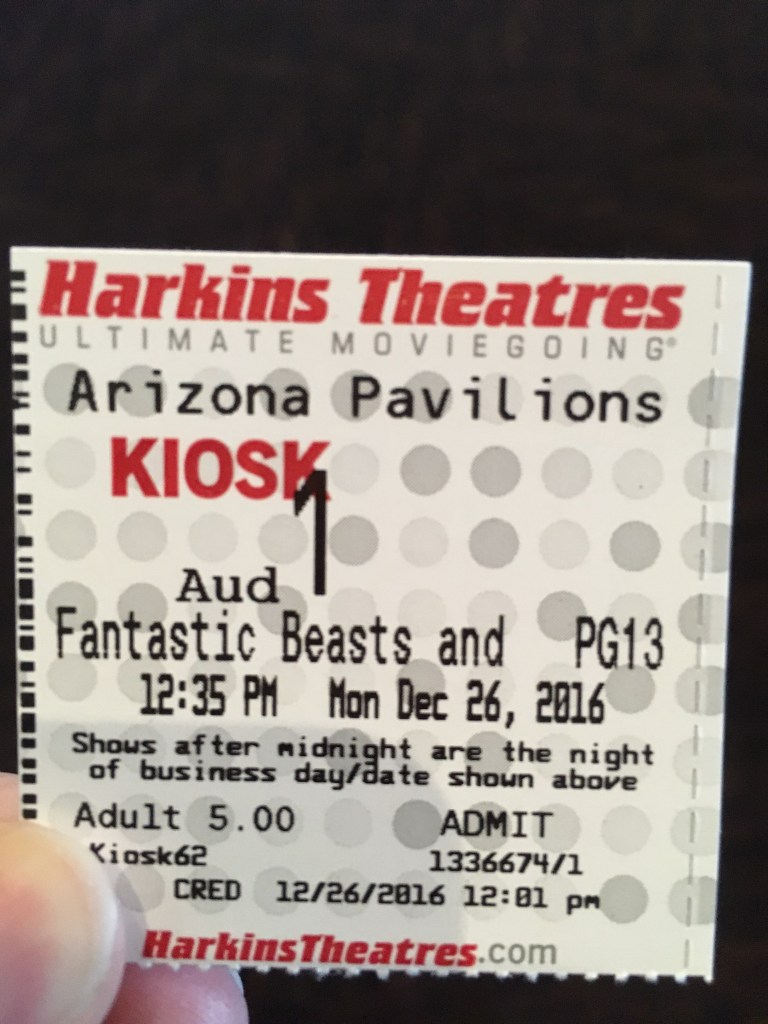 Harkins Theatres
ULTIMATE MOVIEGOING®
Arizona Pavilions
KIOSK
Aud 1
Fantastic Beasts and PG13
12:35 PM Mon Dec 26, 2016
Shows after midnight are the night
of business day/date shown above
Adult 5.00 ADMIT
Kiosk62 1336674/1
CRED 12/26/2016 12:01 pm
HarkinsTheatres.com